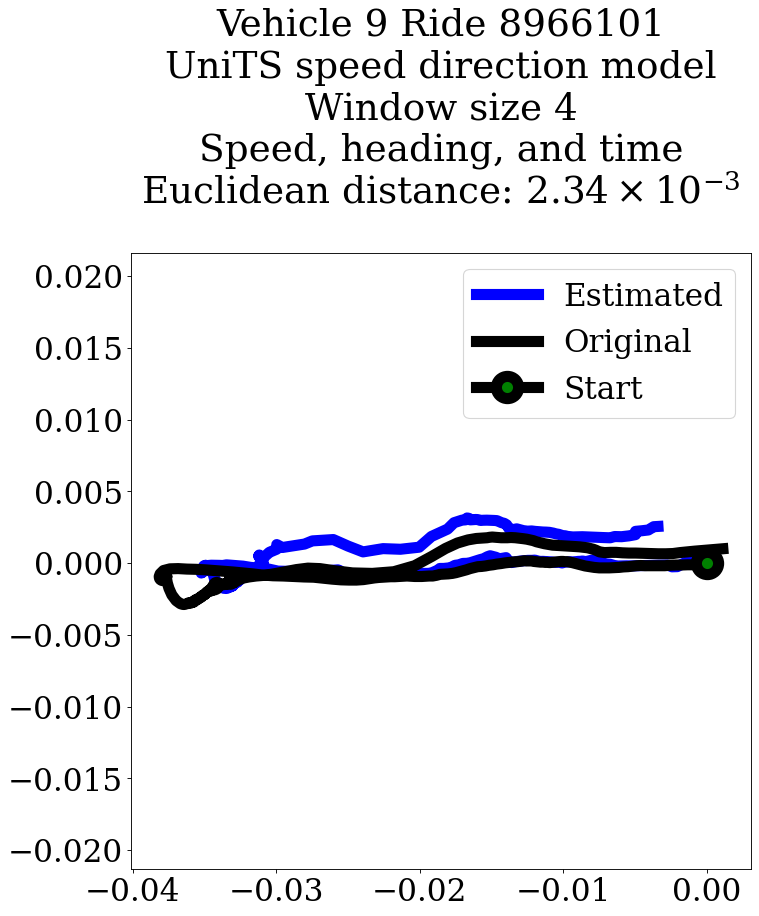 Vehicle 9 Ride 8966101
UniTS speed direction model
Window size 4
Speed, heading, and time
Euclidean distance: 2.34 × 10⁻³
Estimated
Original
Start
0.020
0.015
0.010
0.005
0.000
−0.005
−0.010
−0.015
−0.020
−0.04 −0.03 −0.02 −0.01 0.00